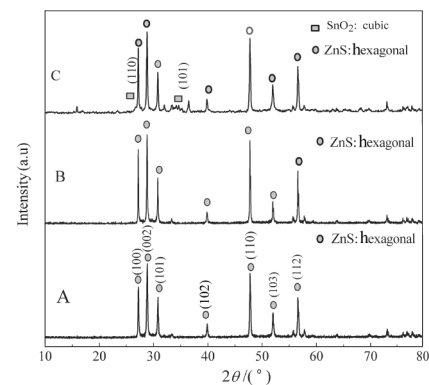 SnO₂: cubic
ZnS: hexagonal
C
(110)
(101)
ZnS: hexagonal
B
ZnS: hexagonal
A
(100)
(002)
(101)
(102)
(110)
(103)
(112)
Intensity (a.u)
10 20 30 40 50 60 70 80
2θ/(°)